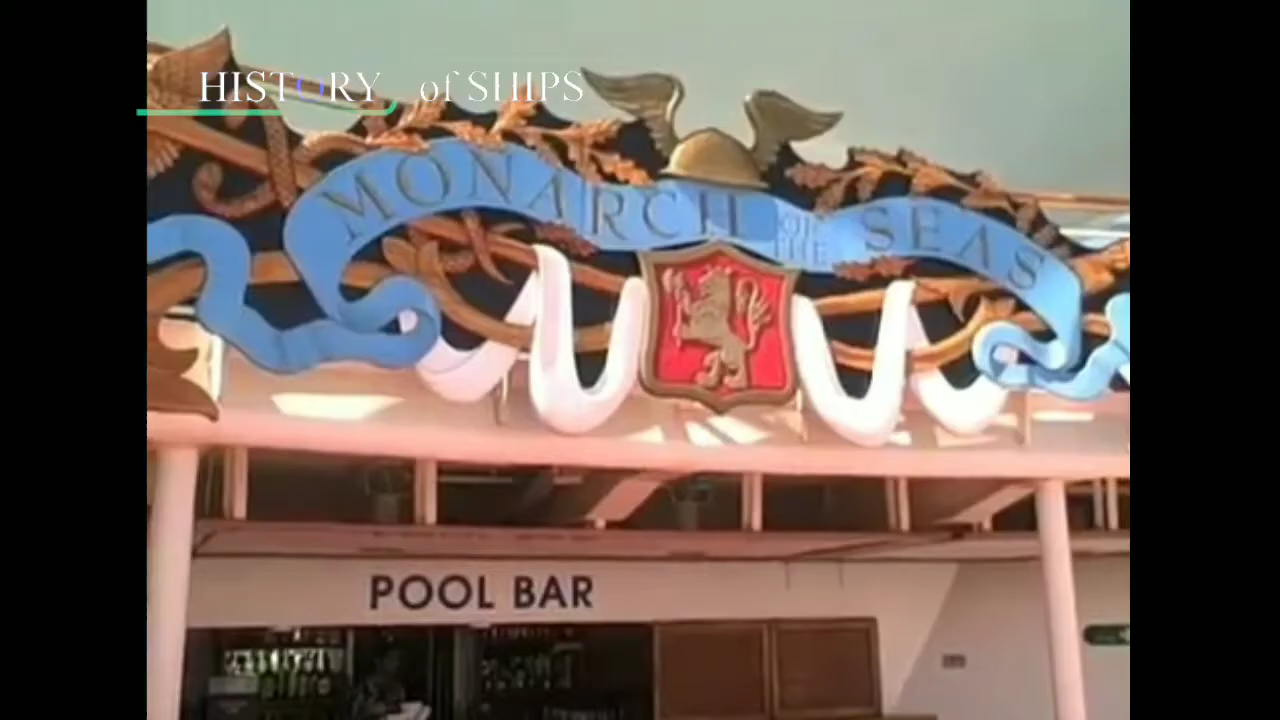 HISTORY of SHIPS
MONARCH OF THE SEAS
POOL BAR